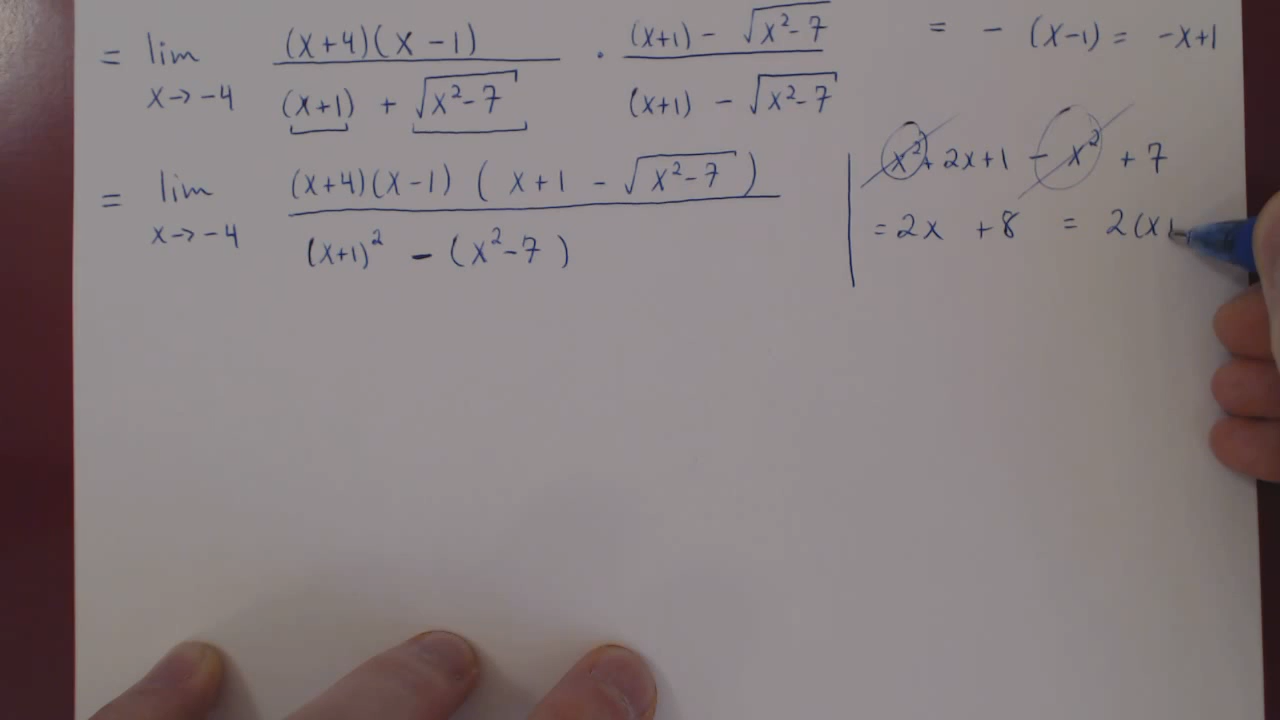 = lim x→-4 (x+4)(x-1) / ((x+1) + √(x²-7)) · ((x+1) - √(x²-7)) / ((x+1) - √(x²-7))
= -(x-1) = -x+1
= lim x→-4 (x+4)(x-1)(x+1 - √(x²-7)) / ((x+1)² - (x²-7))
x² + 2x+1 - x² + 7
= 2x +8 = 2(x